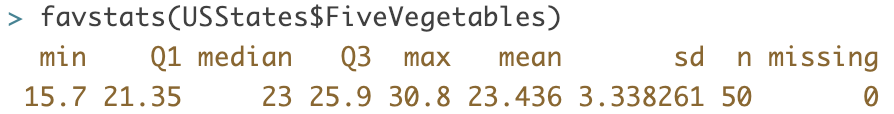 > favstats(USStates$FiveVegetables)
min Q1 median Q3 max mean sd n missing
15.7 21.35 23 25.9 30.8 23.436 3.338261 50 0